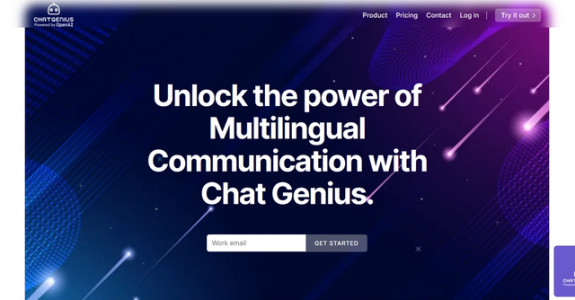 CHATGENIUS
Powered by OpenAI
Product Pricing Contact Log in Try it out
Unlock the power of
Multilingual
Communication with
Chat Genius.
Work email GET STARTED